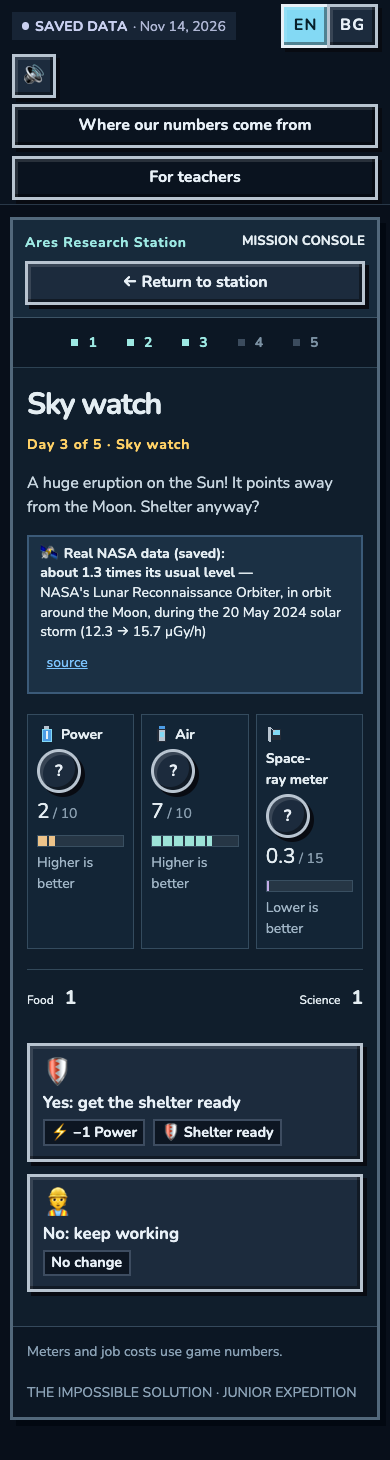 SAVED DATA · Nov 14, 2026
EN BG
Where our numbers come from
For teachers
Ares Research Station MISSION CONSOLE
← Return to station
1 2 3 4 5
Sky watch
Day 3 of 5 · Sky watch
A huge eruption on the Sun! It points away
from the Moon. Shelter anyway?
Real NASA data (saved):
about 1.3 times its usual level —
NASA's Lunar Reconnaissance Orbiter, in orbit
around the Moon, during the 20 May 2024 solar
storm (12.3 → 15.7 μGy/h)
source
Power
?
2 / 10
Higher is
better
Air
?
7 / 10
Higher is
better
Space-
ray meter
?
0.3 / 15
Lower is
better
Food 1 Science 1
Yes: get the shelter ready
⚡ −1 Power 🛡 Shelter ready
No: keep working
No change
Meters and job costs use game numbers.
THE IMPOSSIBLE SOLUTION · JUNIOR EXPEDITION